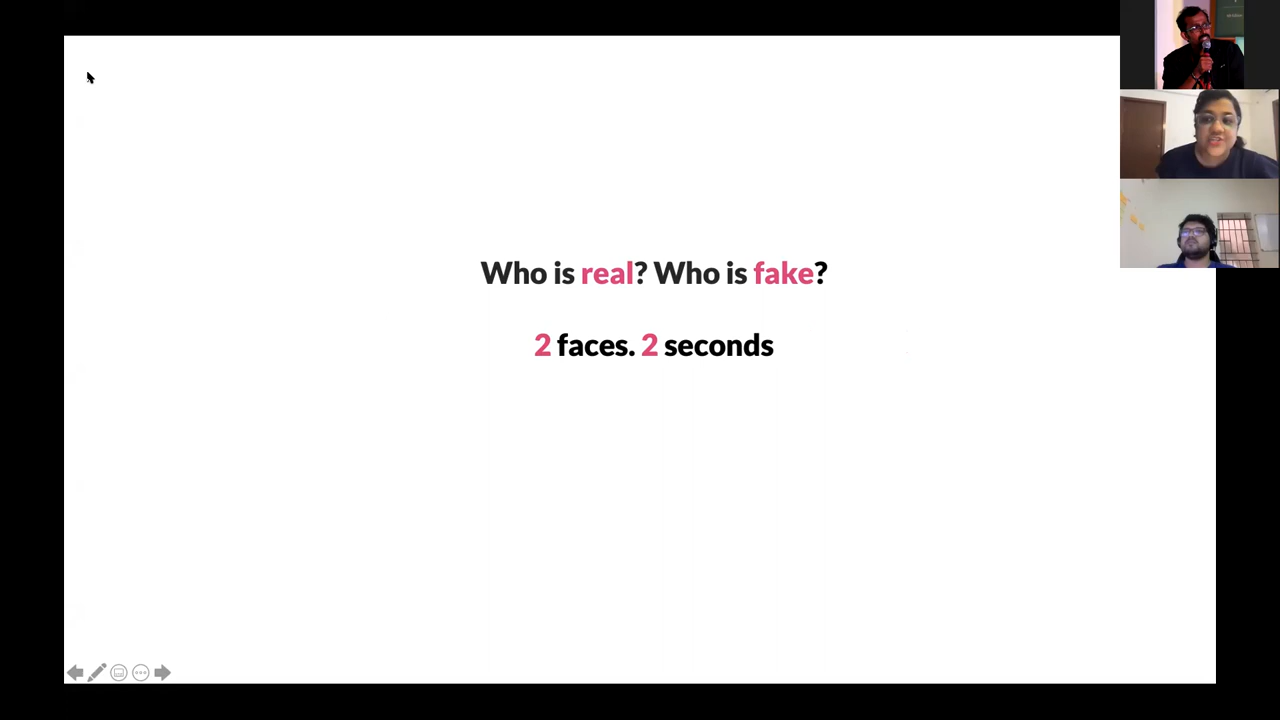 Who is real? Who is fake?
2 faces. 2 seconds